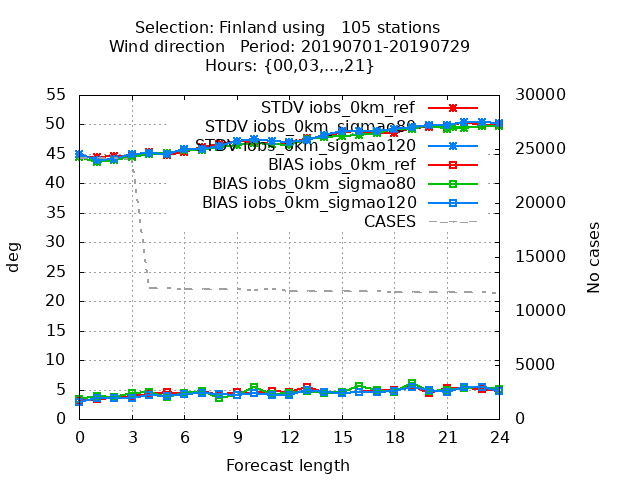 Selection: Finland using   105 stations
Wind direction   Period: 20190701-20190729
Hours: {00,03,...,21}
55
50
45
40
35
30
25
20
15
10
5
0
deg
STDV iobs_0km_ref
STDV iobs_0km_sigmao80
STDV iobs_0km_sigmao120
BIAS iobs_0km_ref
BIAS iobs_0km_sigmao80
BIAS iobs_0km_sigmao120
CASES
30000
25000
20000
15000
10000
5000
0
No cases
0 3 6 9 12 15 18 21 24
Forecast length